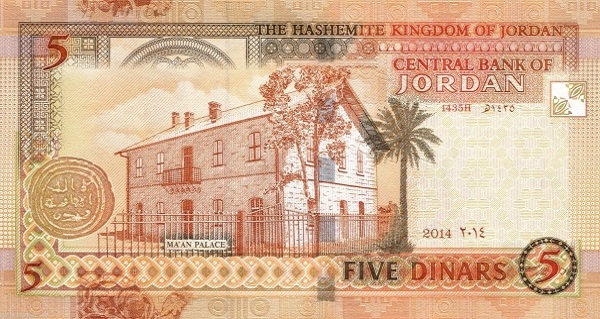 5
THE HASHEMITE KINGDOM OF JORDAN
CENTRAL BANK OF
JORDAN
1435H ١٤٣٥هـ
MA'AN PALACE
2014 ٢٠١٤
5
FIVE DINARS 5